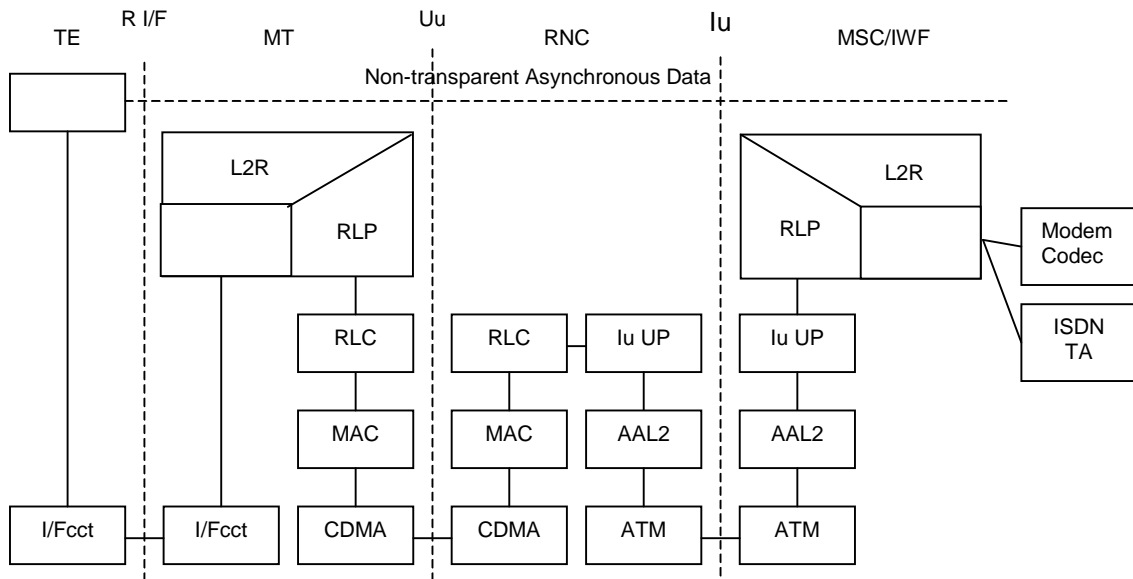 R I/F
Uu
Iu
TE
MT
RNC
MSC/IWF
Non-transparent Asynchronous Data
L2R
RLP
L2R
RLP
Modem
Codec
RLC
RLC
Iu UP
Iu UP
ISDN
TA
MAC
MAC
AAL2
AAL2
I/Fcct
I/Fcct
CDMA
CDMA
ATM
ATM